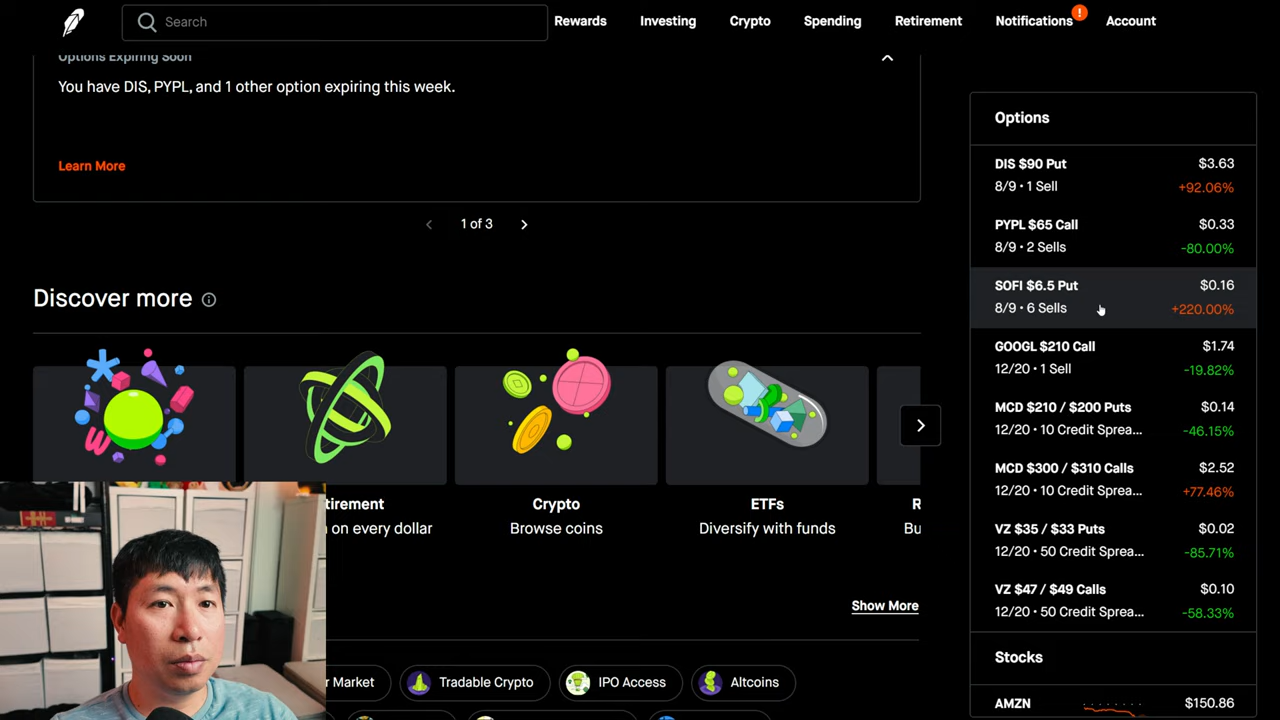 Search
Rewards
Investing
Crypto
Spending
Retirement
Notifications
!
Account
Options Expiring Soon
You have DIS, PYPL, and 1 other option expiring this week.
Learn More
1 of 3
Discover more
tirement
n on every dollar
Crypto
Browse coins
ETFs
Diversify with funds
R
Bu
Show More
r Market
Tradable Crypto
IPO Access
Altcoins
Options
DIS $90 Put $3.63
8/9 • 1 Sell +92.06%
PYPL $65 Call $0.33
8/9 • 2 Sells -80.00%
SOFI $6.5 Put $0.16
8/9 • 6 Sells +220.00%
GOOGL $210 Call $1.74
12/20 • 1 Sell -19.82%
MCD $210 / $200 Puts $0.14
12/20 • 10 Credit Sprea... -46.15%
MCD $300 / $310 Calls $2.52
12/20 • 10 Credit Sprea... +77.46%
VZ $35 / $33 Puts $0.02
12/20 • 50 Credit Sprea... -85.71%
VZ $47 / $49 Calls $0.10
12/20 • 50 Credit Sprea... -58.33%
Stocks
AMZN $150.86